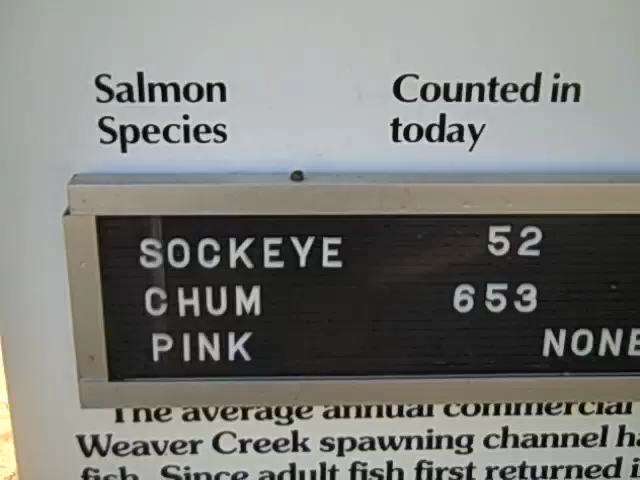 Salmon Species
Counted in today
SOCKEYE 52
CHUM 653
PINK NONE
The average annual commercial
Weaver Creek spawning channel ha
fish. Since adult fish first returned i